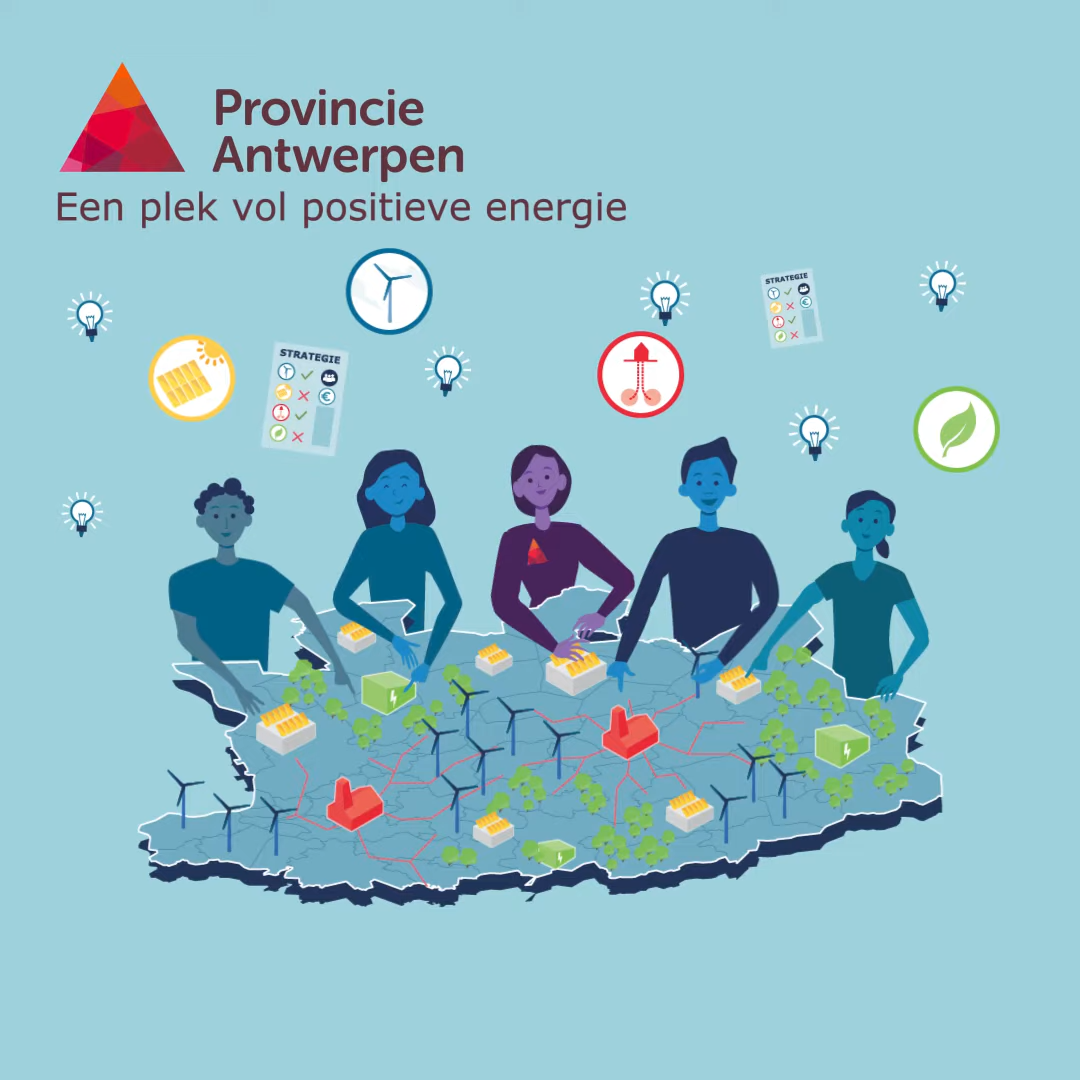 Provincie
Antwerpen
Een plek vol positieve energie
STRATEGIE
€
STRATEGIE
€